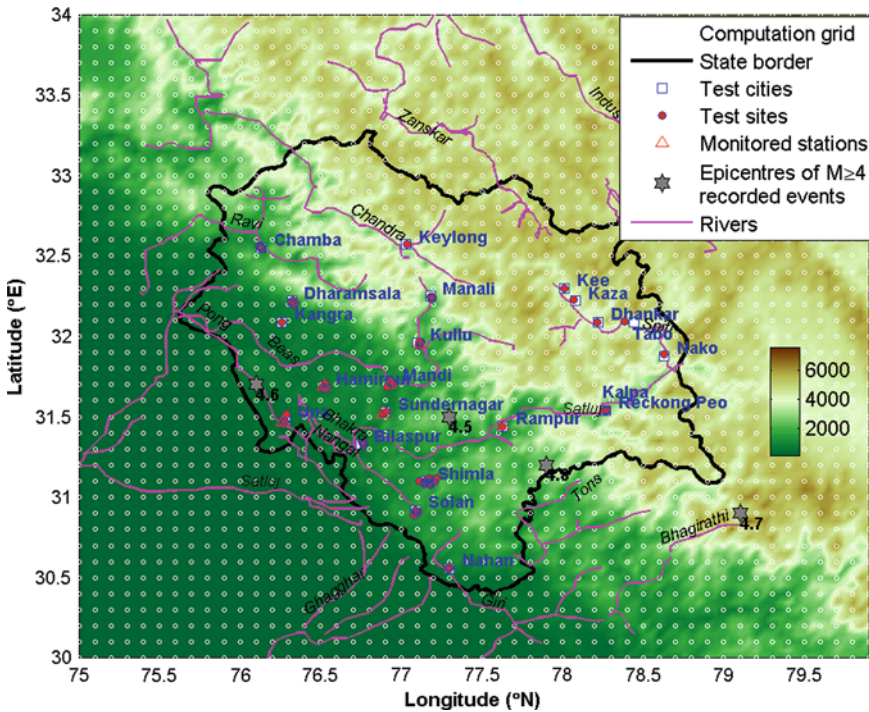 Computation grid
State border
Test cities
Test sites
Monitored stations
Epicentres of M≥4
recorded events
Rivers
34
33.5
33
32.5
32
31.5
31
30.5
30
Latitude (°E)
75
75.5
76
76.5
77
77.5
78
78.5
79
79.5
Longitude (°N)
6000
4000
2000
Indus
Zanskar
Chandra
Ravi
Chamba
Keylong
Dharamsala
Kangra
Manali
Kee
Kaza
Dhankar
Spiti
Tabo
Nako
Pong
Beas
Kullu
Hamirpur
Mandi
4.6
Sundernagar
4.5
Kalpa
Reckong Peo
Satluj
Rampur
Una
Bhakra
Nangal
Bilaspur
Shimla
4.8
Satluj
Solan
Tons
Bhagirathi
4.7
Nahan
Ghagghar
Giri